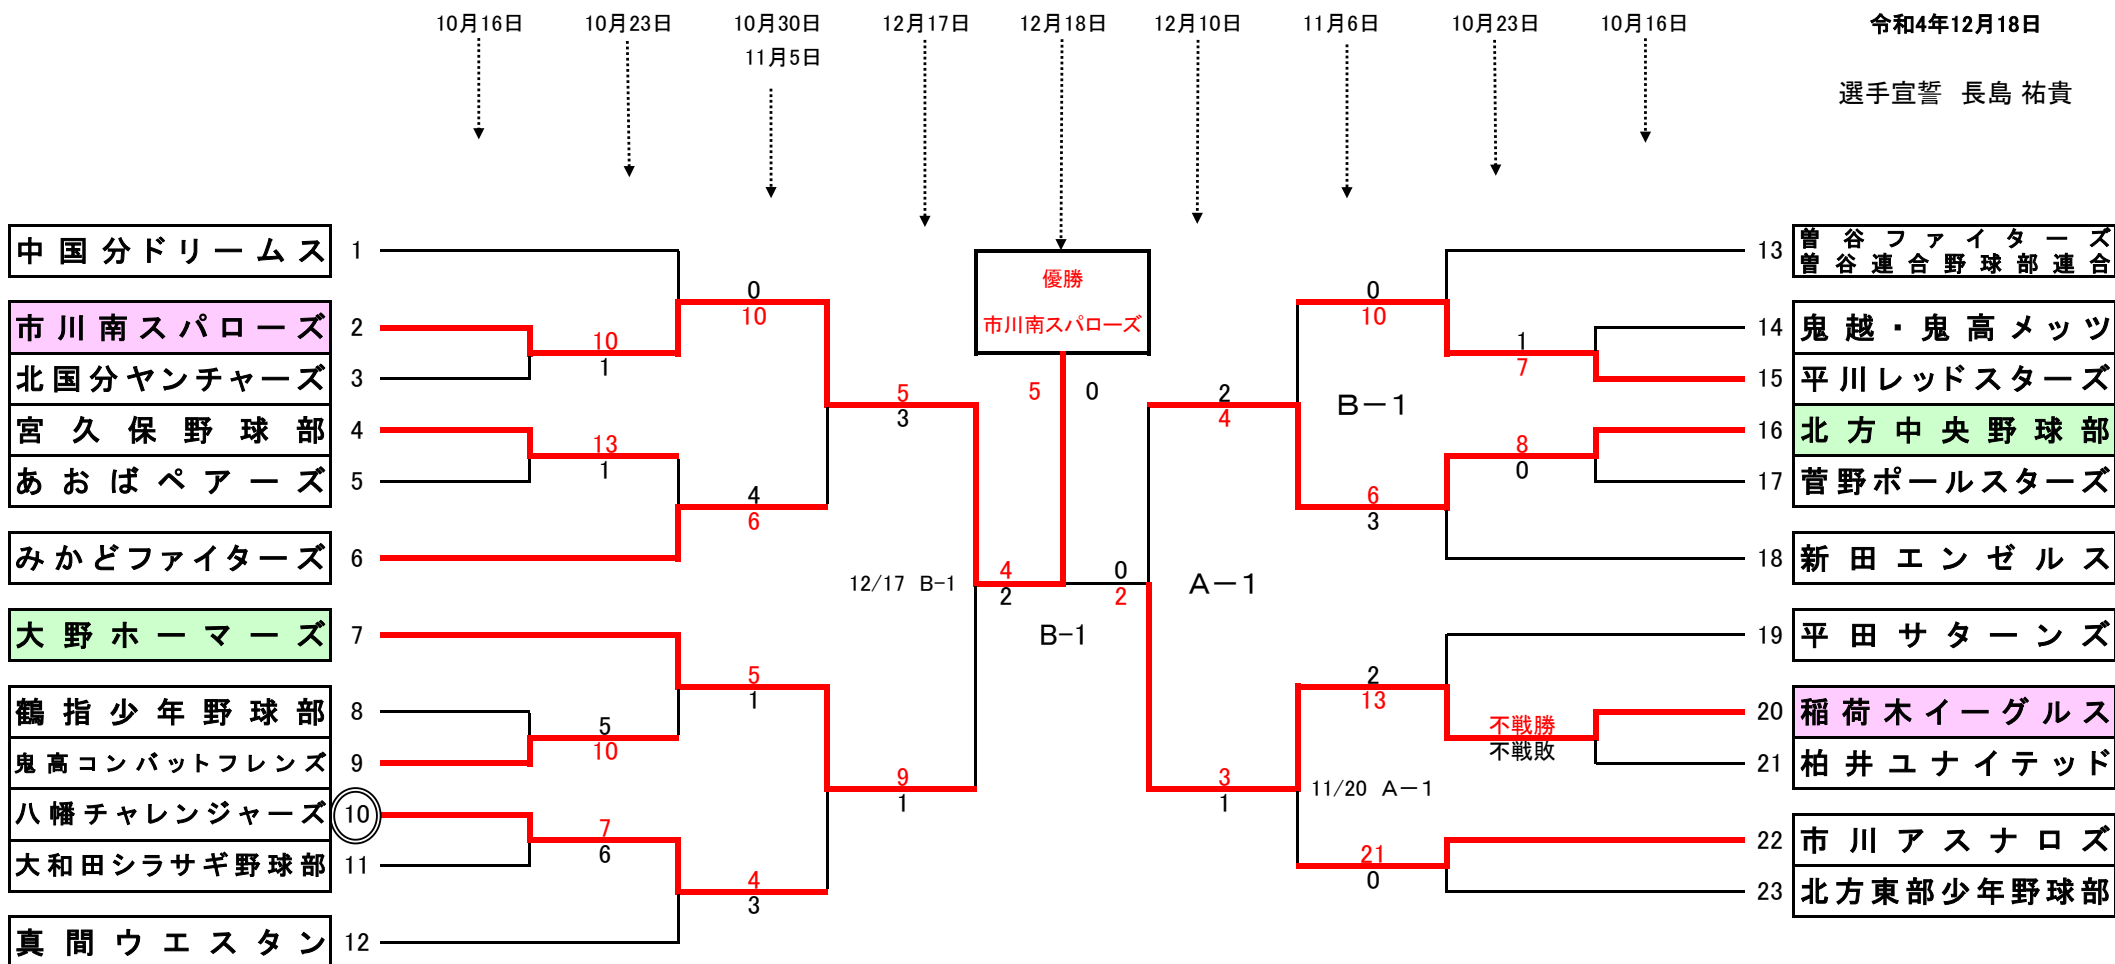 10月16日 10月23日 10月30日 12月17日 12月18日 12月10日 11月6日 10月23日 10月16日 令和4年12月18日
11月5日
選手宣誓 長島 祐貴
中国分ドリームス 1
市川南スパローズ 2
北国分ヤンチャーズ 3
宮久保野球部 4
あおばベアーズ 5
みかどファイターズ 6
大野ホーマーズ 7
鶴指少年野球部 8
鬼高コンバットフレンズ 9
八幡チャレンジャーズ 10
大和田シラサギ野球部 11
真間ウエスタン 12
10
1
13
1
5
10
7
6
0
10
4
6
5
1
4
3
5
3
9
1
12/17 B-1
4
2
優勝
市川南スパローズ
5 0
B-1
0
2
A-1
2
4
3
1
B-1
11/20 A-1
0
10
6
3
2
13
21
0
1
7
8
0
不戦勝
不戦敗
13 曽谷ファイターズ
曽谷連合野球部連合
14 鬼越・鬼高メッツ
15 平川レッドスターズ
16 北方中央野球部
17 菅野ポールスターズ
18 新田エンゼルス
19 平田サターンズ
20 稲荷木イーグルス
21 柏井ユナイテッド
22 市川アスナロズ
23 北方東部少年野球部